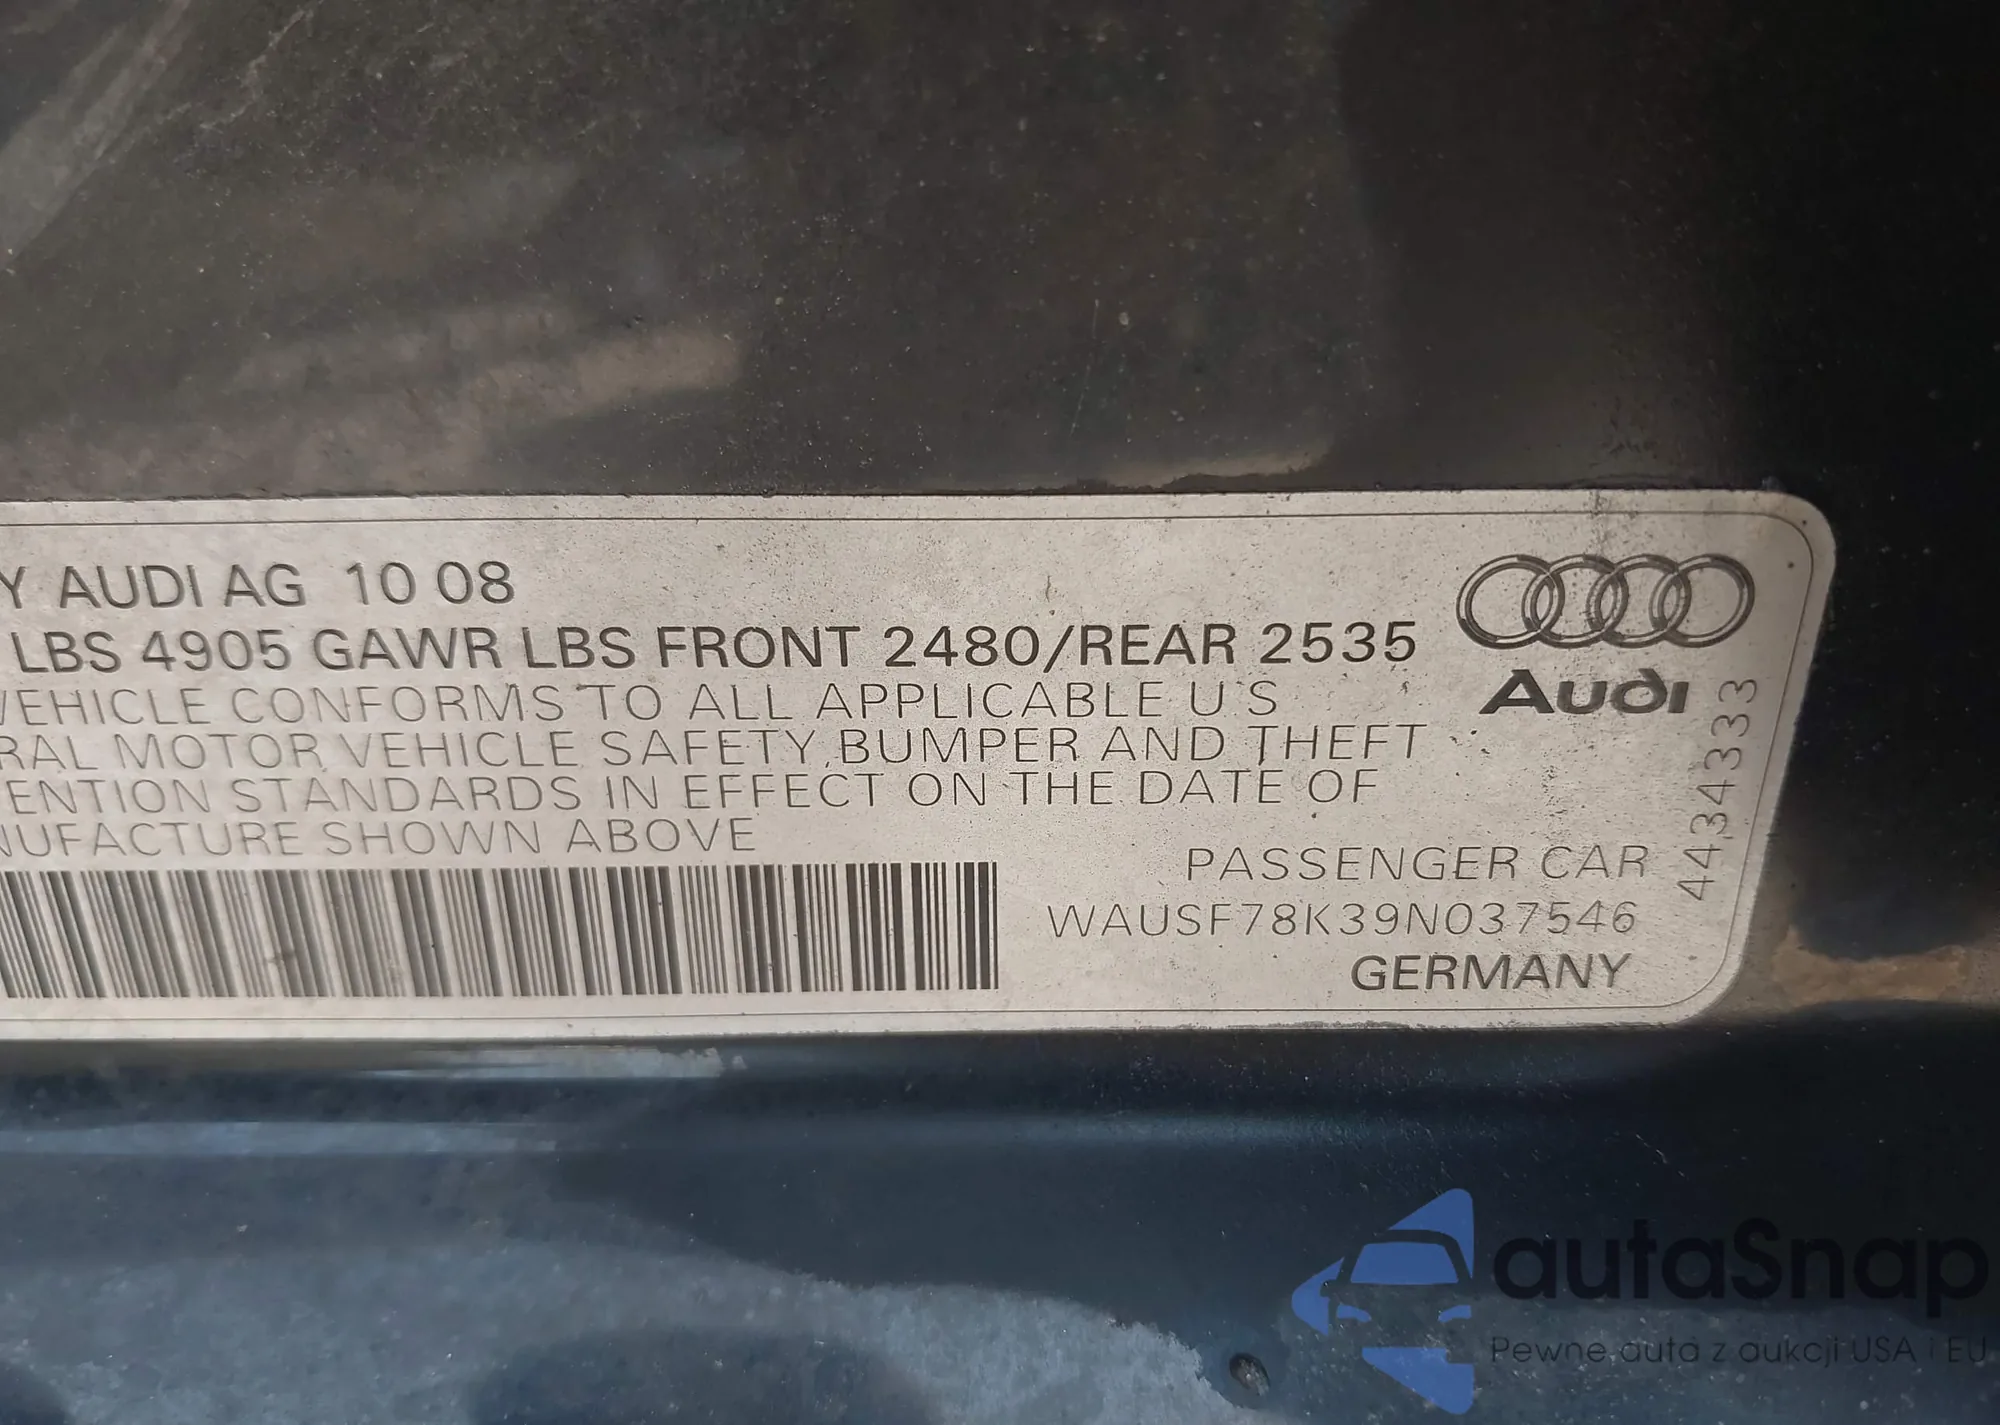 Y AUDI AG 10 08
LBS 4905 GAWR LBS FRONT 2480/REAR 2535
VEHICLE CONFORMS TO ALL APPLICABLE U S
RAL MOTOR VEHICLE SAFETY, BUMPER AND THEFT
ENTION STANDARDS IN EFFECT ON THE DATE OF
NUFACTURE SHOWN ABOVE
PASSENGER CAR
WAUSF78K39N037546
GERMANY
Audi
44,34333
autaSnap
Pewne auta z aukcji USA i EU